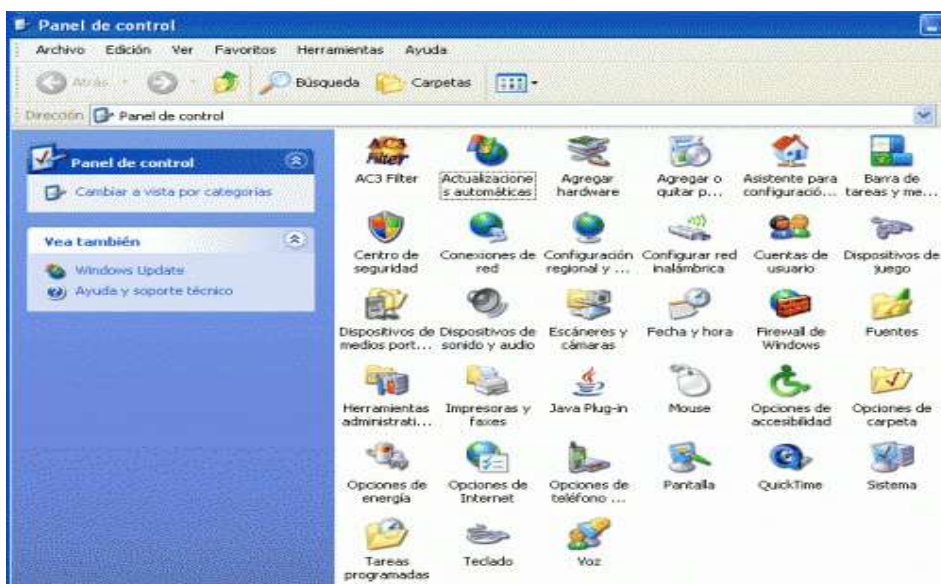 Panel de control
Archivo Edición Ver Favoritos Herramientas Ayuda
Atrás Búsqueda Carpetas
Dirección Panel de control
Panel de control
Cambiar a vista por categorías
Vea también
Windows Update
Ayuda y soporte técnico
AC3 Filter
AC3 Filter
Actualizacione
s automáticas
Agregar
hardware
Agregar o
quitar p...
Asistente para
configuració...
Barra de
tareas y me...
Centro de
seguridad
Conexiones de
red
Configuración
regional y ...
Configurar red
inalámbrica
Cuentas de
usuario
Dispositivos de
juego
Dispositivos de
medios port...
Dispositivos de
sonido y audio
Escáneres y
cámaras
Fecha y hora
Firewall de
Windows
Fuentes
Herramientas
administrati...
Impresoras y
faxes
Java Plug-in
Mouse
Opciones de
accesibilidad
Opciones de
carpeta
Opciones de
energía
Opciones de
Internet
Opciones de
teléfono ...
Pantalla
QuickTime
Sistema
Tareas
programadas
Teclado
Voz